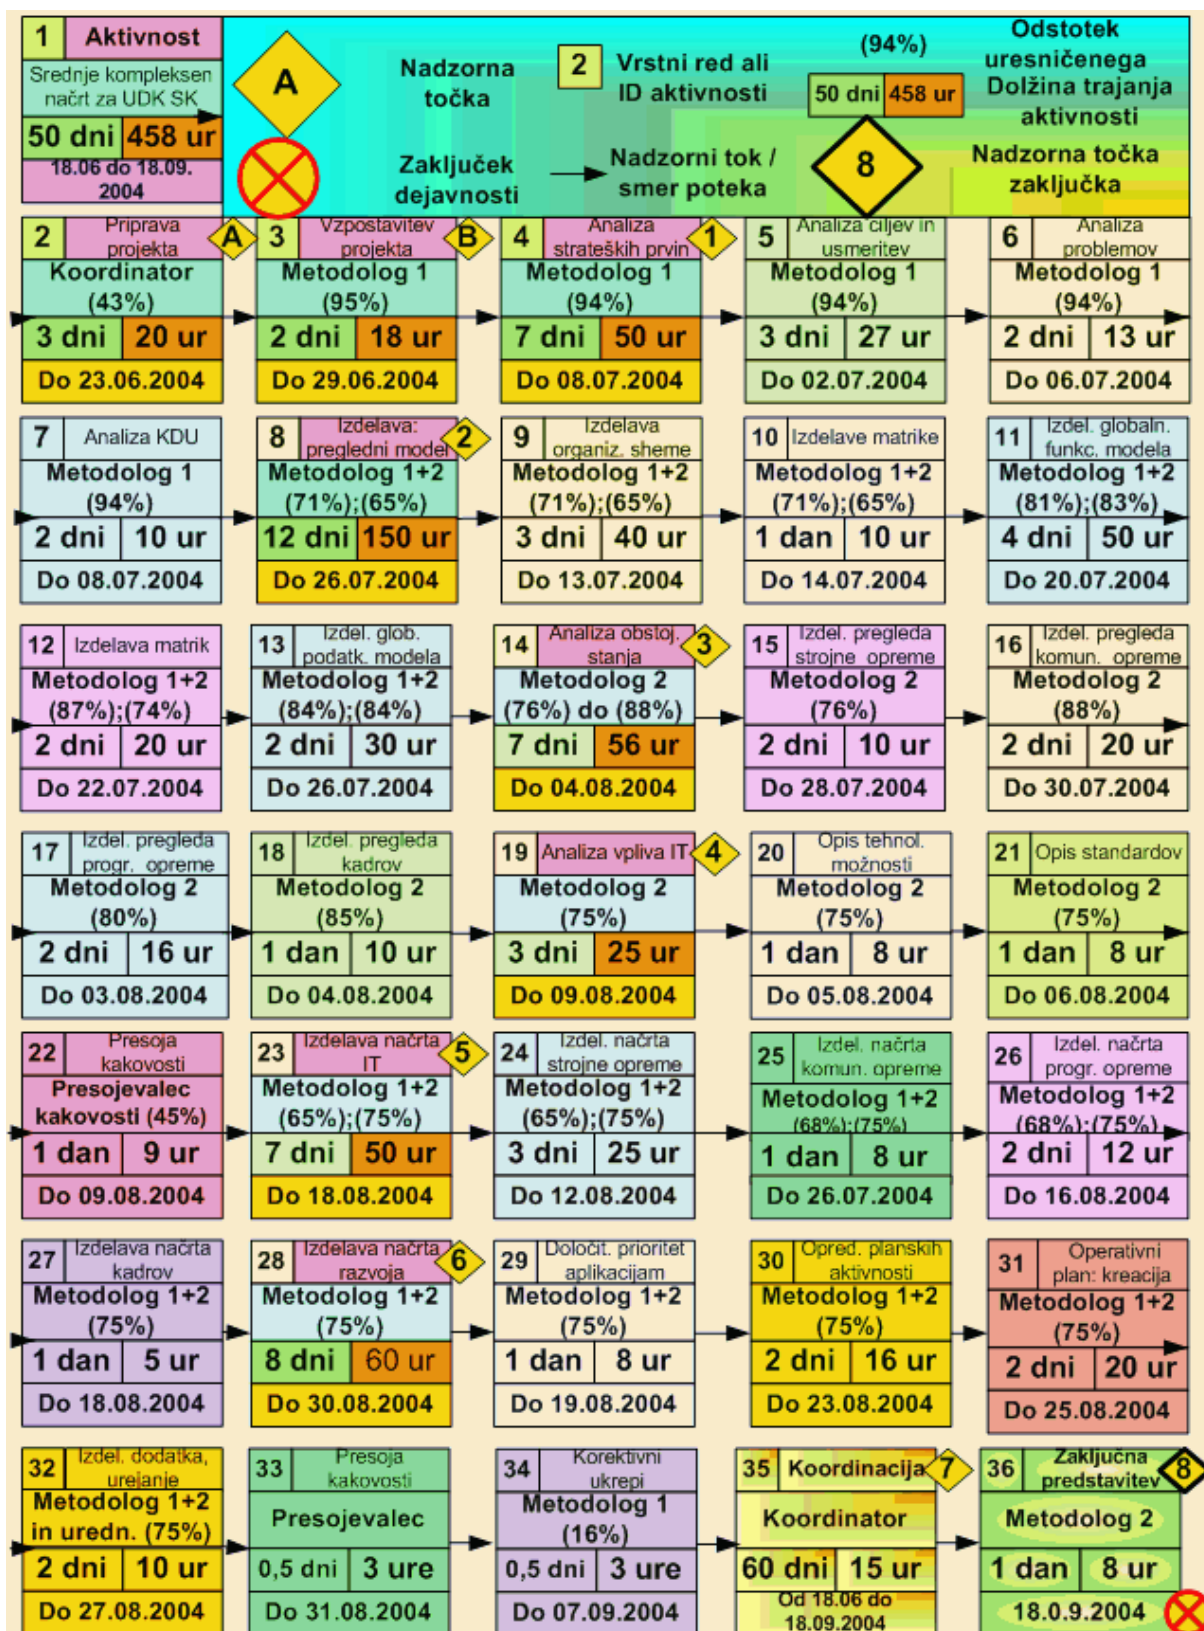 1 Aktivnost
Srednje kompleksen
načrt za UDK SK
50 dni 458 ur
18.06 do 18.09.
2004
A
Nadzorna
točka
Zaključek
dejavnosti
2
Vrstni red ali
ID aktivnosti
Nadzorni tok /
smer poteka
(94%)
50 dni 458 ur
Odstotek
uresničenega
Dolžina trajanja
aktivnosti
8
Nadzorna točka
zaključka
2 Priprava
projekta
A
Koordinator
(43%)
3 dni 20 ur
Do 23.06.2004
3 Vzpostavitev
projekta
B
Metodolog 1
(95%)
2 dni 18 ur
Do 29.06.2004
4 Analiza
strateških prvin
1
Metodolog 1
(94%)
7 dni 50 ur
Do 08.07.2004
5 Analiza ciljev in
usmeritev
Metodolog 1
(94%)
3 dni 27 ur
Do 02.07.2004
6 Analiza
problemov
Metodolog 1
(94%)
2 dni 13 ur
Do 06.07.2004
7 Analiza KDU
Metodolog 1
(94%)
2 dni 10 ur
Do 08.07.2004
8 Izdelava:
pregledni model
2
Metodolog 1+2
(71%);(65%)
12 dni 150 ur
Do 26.07.2004
9 Izdelava
organiz. sheme
Metodolog 1+2
(71%);(65%)
3 dni 40 ur
Do 13.07.2004
10 Izdelave matrike
Metodolog 1+2
(71%);(65%)
1 dan 10 ur
Do 14.07.2004
11 Izdel. globaln.
funkc. modela
Metodolog 1+2
(81%);(83%)
4 dni 50 ur
Do 20.07.2004
12 Izdelava matrik
Metodolog 1+2
(87%);(74%)
2 dni 20 ur
Do 22.07.2004
13 Izdel. glob.
podatk. modela
Metodolog 1+2
(84%);(84%)
2 dni 30 ur
Do 26.07.2004
14 Analiza obstoj.
stanja
3
Metodolog 2
(76%) do (88%)
7 dni 56 ur
Do 04.08.2004
15 Izdel. pregleda
strojne opreme
Metodolog 2
(76%)
2 dni 10 ur
Do 28.07.2004
16 Izdel. pregleda
komun. opreme
Metodolog 2
(88%)
2 dni 20 ur
Do 30.07.2004
17 Izdel. pregleda
progr. opreme
Metodolog 2
(80%)
2 dni 16 ur
Do 03.08.2004
18 Izdel. pregleda
kadrov
Metodolog 2
(85%)
1 dan 10 ur
Do 04.08.2004
19 Analiza vpliva IT
4
Metodolog 2
(75%)
3 dni 25 ur
Do 09.08.2004
20 Opis tehnol.
možnosti
Metodolog 2
(75%)
1 dan 8 ur
Do 05.08.2004
21 Opis standardov
Metodolog 2
(75%)
1 dan 8 ur
Do 06.08.2004
22 Presoja
kakovosti
Presojevalec
kakovosti (45%)
1 dan 9 ur
Do 09.08.2004
23 Izdelava načrta
IT
5
Metodolog 1+2
(65%);(75%)
7 dni 50 ur
Do 18.08.2004
24 Izdel. načrta
strojne opreme
Metodolog 1+2
(65%);(75%)
3 dni 25 ur
Do 12.08.2004
25 Izdel. načrta
komun. opreme
Metodolog 1+2
(68%);(75%)
1 dan 8 ur
Do 26.07.2004
26 Izdel. načrta
progr. opreme
Metodolog 1+2
(68%);(75%)
2 dni 12 ur
Do 16.08.2004
27 Izdelava načrta
kadrov
Metodolog 1+2
(75%)
1 dan 5 ur
Do 18.08.2004
28 Izdelava načrta
razvoja
6
Metodolog 1+2
(75%)
8 dni 60 ur
Do 30.08.2004
29 Določit. prioritet
aplikacijam
Metodolog 1+2
(75%)
1 dan 8 ur
Do 19.08.2004
30 Opred. planskih
aktivnosti
Metodolog 1+2
(75%)
2 dni 16 ur
Do 23.08.2004
31 Operativni
plan: kreacija
Metodolog 1+2
(75%)
2 dni 20 ur
Do 25.08.2004
32 Izdel. dodatka,
urejanje
Metodolog 1+2
in uredn. (75%)
2 dni 10 ur
Do 27.08.2004
33 Presoja
kakovosti
Presojevalec
0,5 dni 3 ure
Do 31.08.2004
34 Korektivni
ukrepi
Metodolog 1
(16%)
0,5 dni 3 ure
Do 07.09.2004
35 Koordinacija
7
Koordinator
60 dni 15 ur
Od 18.06 do
18.09.2004
36 Zaključna
predstavitev
8
Metodolog 2
1 dan 8 ur
18.0.9.2004